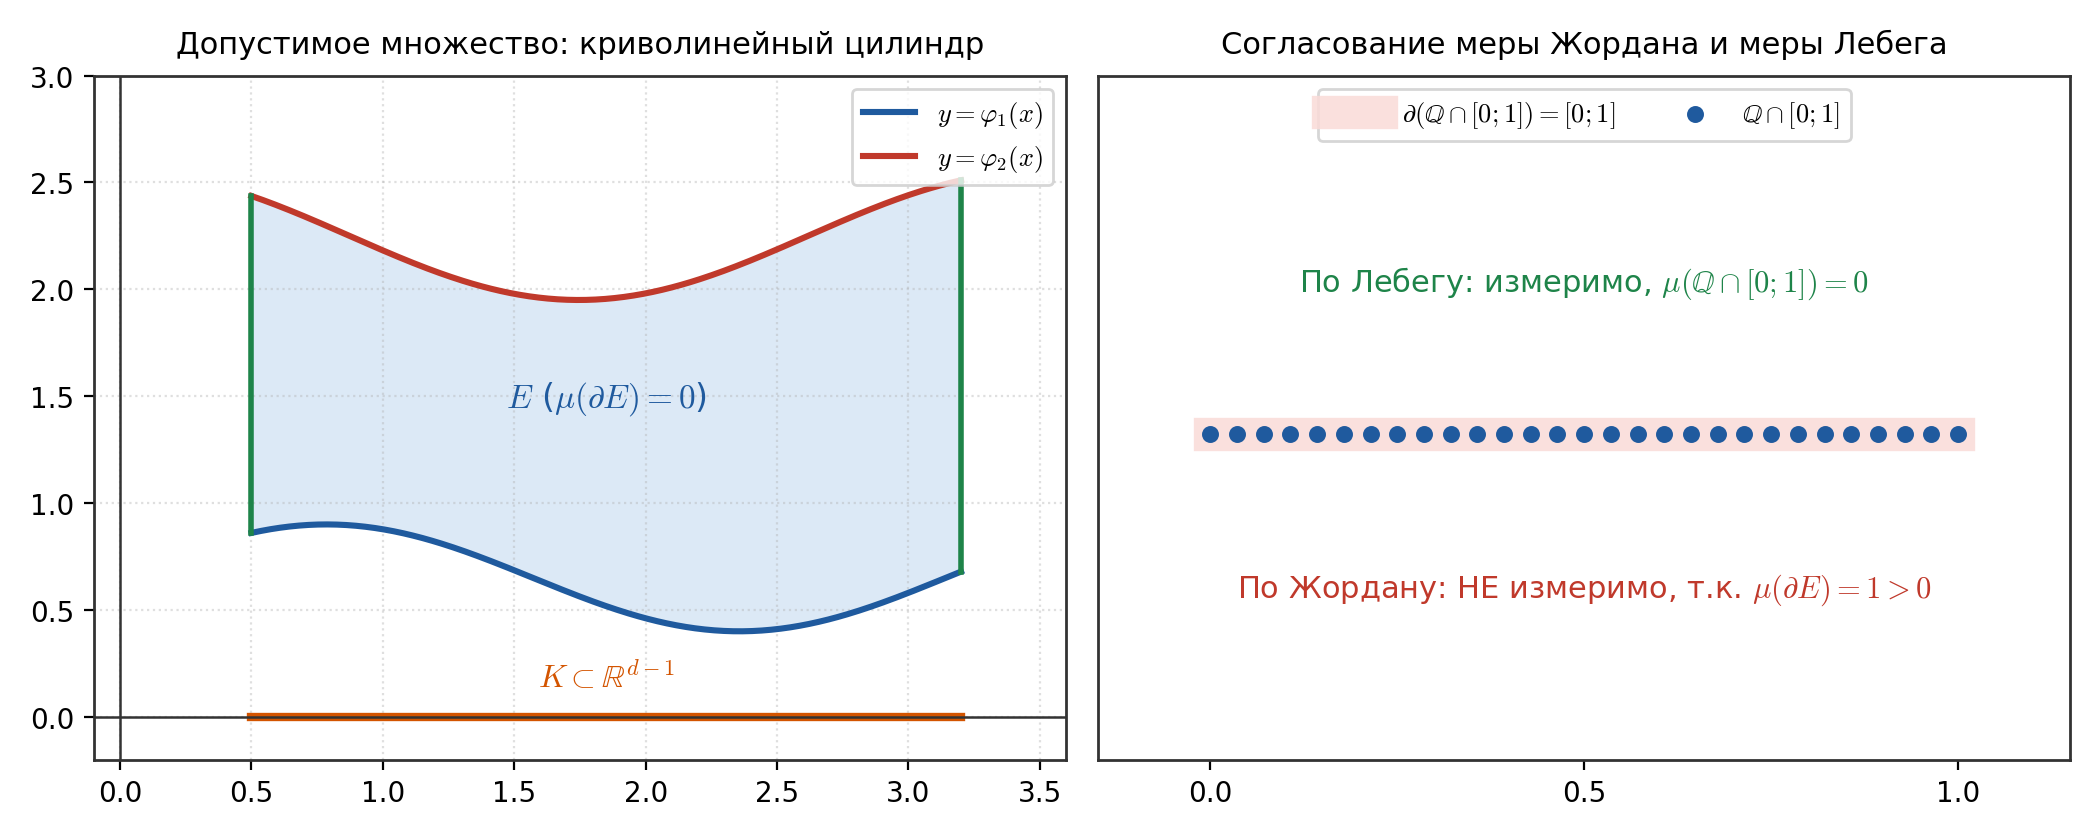 Допустимое множество: криволинейный цилиндр
3.0
2.5
2.0
1.5
1.0
0.5
0.0
y = φ₁(x)
y = φ₂(x)
E (μ(∂E) = 0)
K ⊂ ℝᵈ⁻¹
0.0 0.5 1.0 1.5 2.0 2.5 3.0 3.5
Согласование меры Жордана и меры Лебега
∂(ℚ ∩ [0; 1]) = [0; 1] ℚ ∩ [0; 1]
По Лебегу: измеримо, μ(ℚ ∩ [0; 1]) = 0
По Жордану: НЕ измеримо, т.к. μ(∂E) = 1 > 0
0.0 0.5 1.0